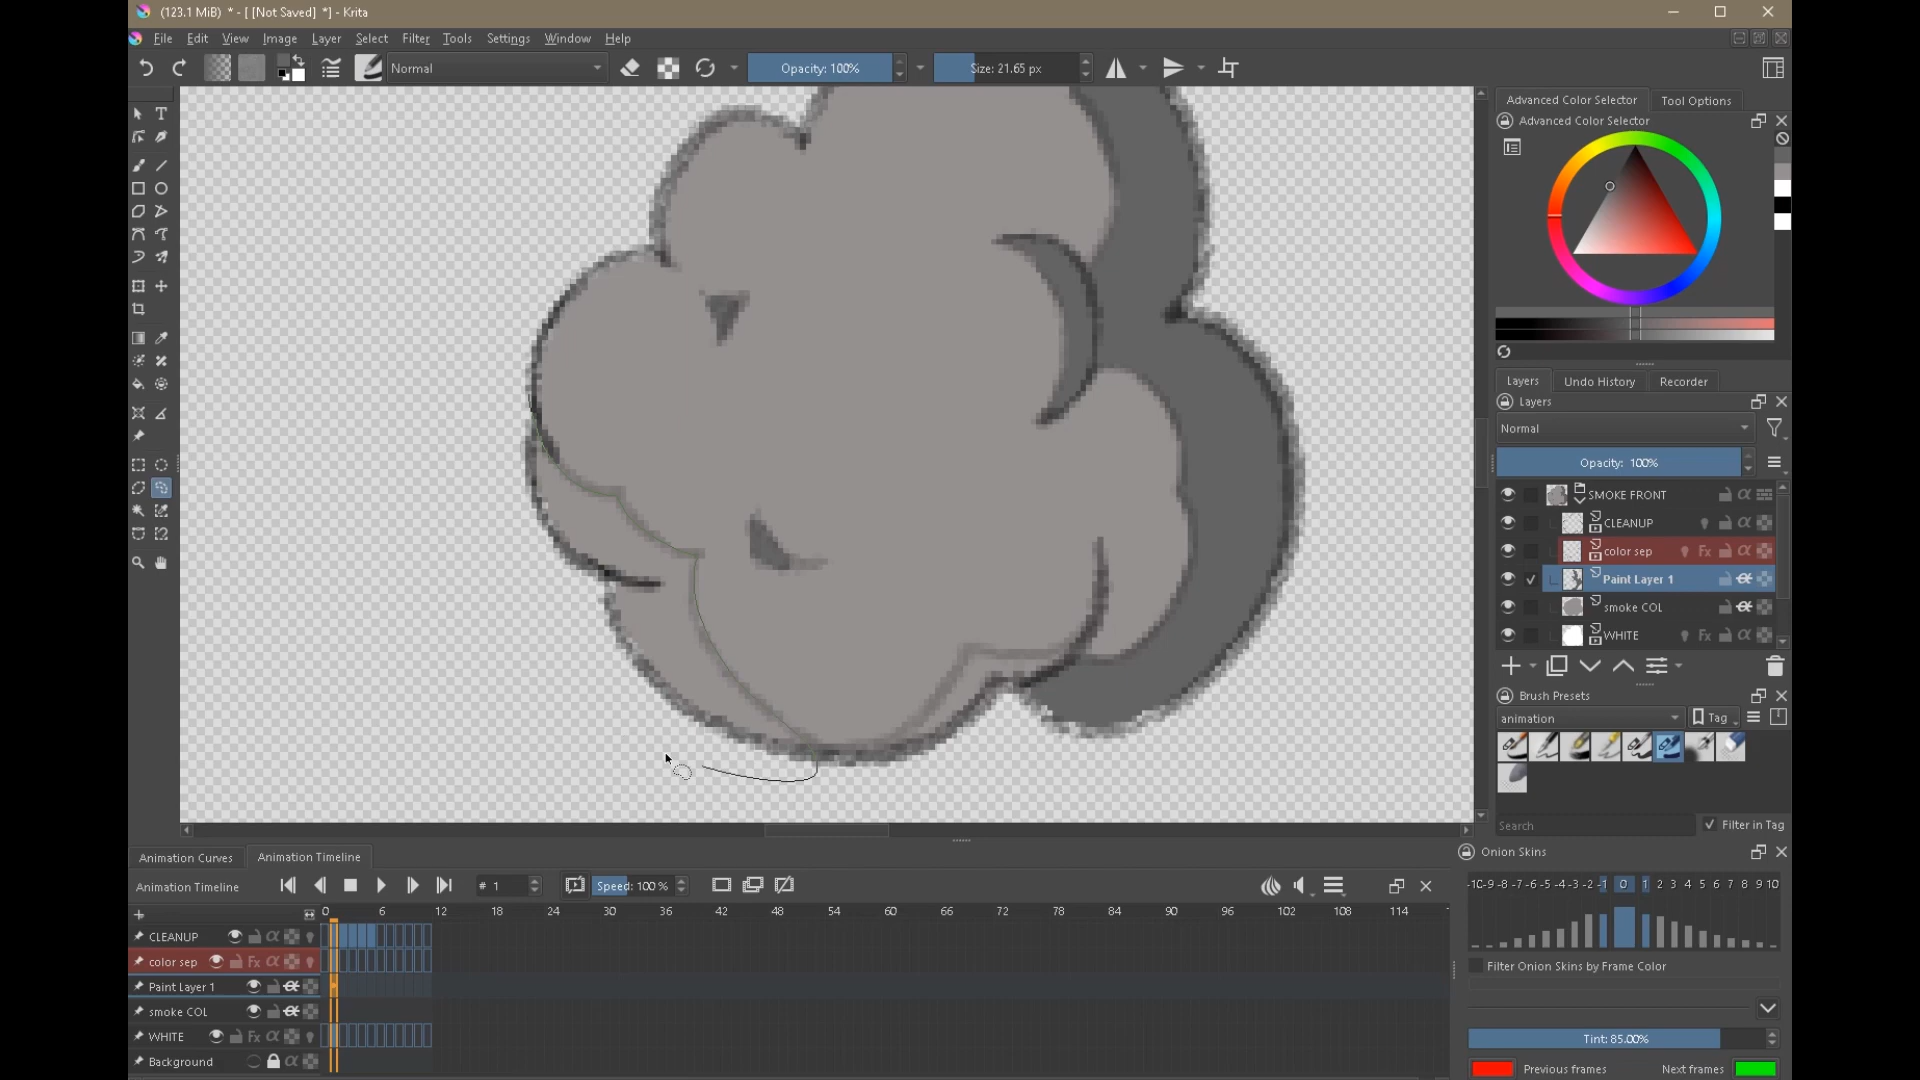 (123.1 MiB)  * - [ [Not Saved]  *] - Krita
File Edit View Image Layer Select Filter Tools Settings Window Help
Normal Opacity: 100% Size: 21.65 px
Advanced Color Selector Tool Options
Advanced Color Selector
Layers Undo History Recorder
Layers
Normal
Opacity: 100%
SMOKE FRONT
CLEANUP
color sep Fx
Paint Layer 1
smoke COL
WHITE Fx
Brush Presets
animation Tag
Search Filter in Tag
Animation Curves Animation Timeline
Animation Timeline # 1 Speed: 100 %
0 6 12 18 24 30 36 42 48 54 60 66 72 78 84 90 96 102 108 114
CLEANUP
color sep Fx
Paint Layer 1
smoke COL
WHITE Fx
Background
Onion Skins
-10 -9 -8 -7 -6 -5 -4 -3 -2 -1 0 1 2 3 4 5 6 7 8 9 10
Filter Onion Skins by Frame Color
Tint: 85.00%
Previous frames Next frames